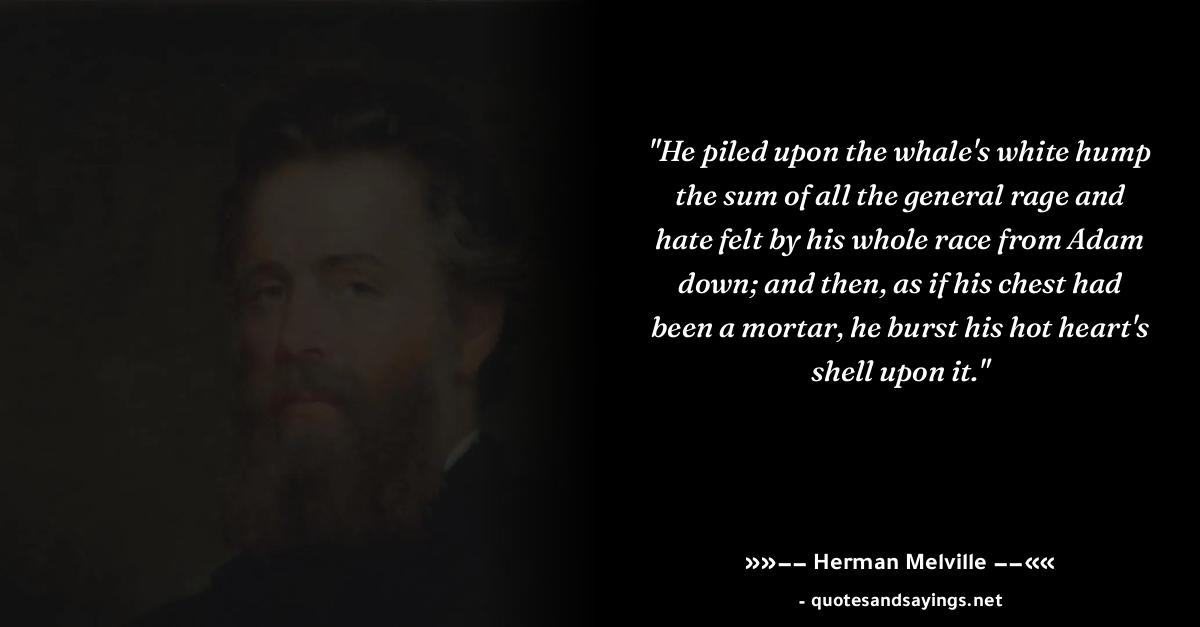 "He piled upon the whale's white hump
the sum of all the general rage and
hate felt by his whole race from Adam
down; and then, as if his chest had
been a mortar, he burst his hot heart's
shell upon it."
»»–– Herman Melville ––««
- quotesandsayings.net